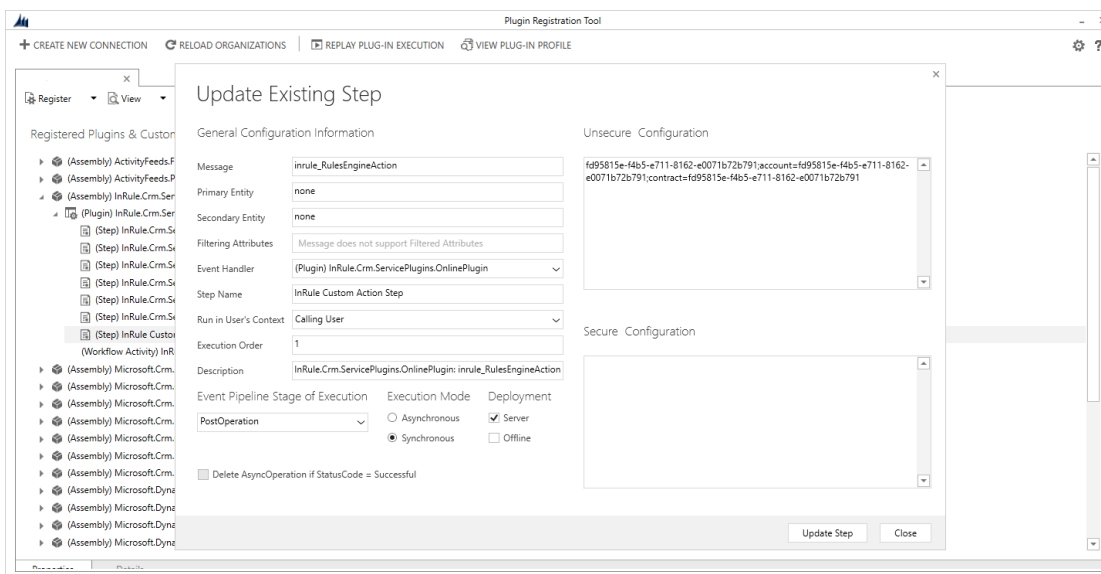 Plugin Registration Tool
CREATE NEW CONNECTION RELOAD ORGANIZATIONS REPLAY PLUG-IN EXECUTION VIEW PLUG-IN PROFILE
Register View
Registered Plugins & Custon
(Assembly) ActivityFeeds.F
(Assembly) ActivityFeeds.P
(Assembly) InRule.Crm.Ser
(Plugin) InRule.Crm.Ser
(Step) InRule.Crm.Se
(Step) InRule.Crm.Se
(Step) InRule.Crm.Se
(Step) InRule.Crm.Se
(Step) InRule.Crm.Se
(Step) InRule.Crm.Se
(Step) InRule Custor
(Workflow Activity) InR
(Assembly) Microsoft.Crm.
(Assembly) Microsoft.Crm.
(Assembly) Microsoft.Crm.
(Assembly) Microsoft.Crm.
(Assembly) Microsoft.Crm.
(Assembly) Microsoft.Crm.
(Assembly) Microsoft.Crm.
(Assembly) Microsoft.Dyna
(Assembly) Microsoft.Dyna
(Assembly) Microsoft.Dyna
(Assembly) Microsoft.Dyna
Update Existing Step
General Configuration Information
Message inrule_RulesEngineAction
Primary Entity none
Secondary Entity none
Filtering Attributes Message does not support Filtered Attributes
Event Handler (Plugin) InRule.Crm.ServicePlugins.OnlinePlugin
Step Name InRule Custom Action Step
Run in User's Context Calling User
Execution Order 1
Description InRule.Crm.ServicePlugins.OnlinePlugin: inrule_RulesEngineAction
Event Pipeline Stage of Execution Execution Mode Deployment
PostOperation Asynchronous Server
Synchronous Offline
Delete AsyncOperation if StatusCode = Successful
Unsecure Configuration
fd95815e-f4b5-e711-8162-e0071b72b791;account=fd95815e-f4b5-e711-8162-
e0071b72b791;contract=fd95815e-f4b5-e711-8162-e0071b72b791
Secure Configuration
Update Step Close